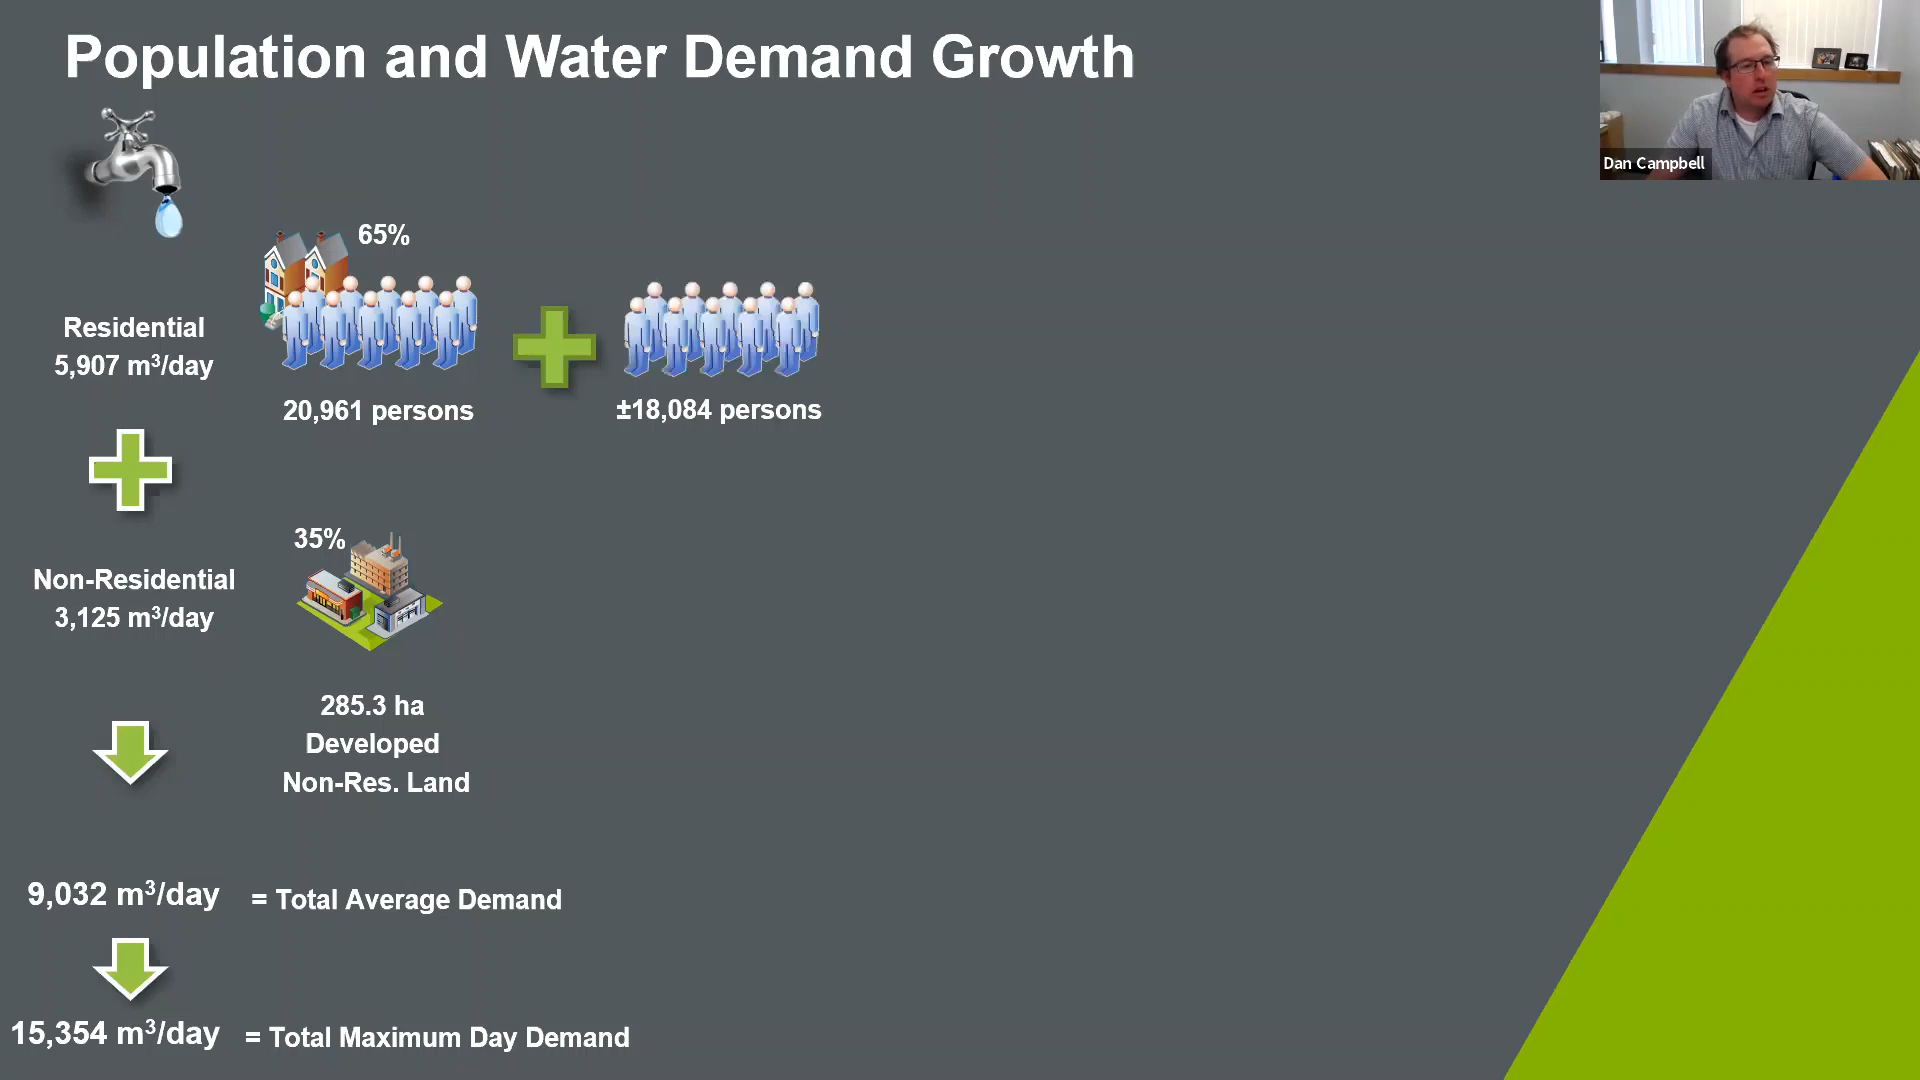 Population and Water Demand Growth
Dan Campbell
65%
Residential
5,907 m³/day
20,961 persons
±18,084 persons
35%
Non-Residential
3,125 m³/day
285.3 ha
Developed
Non-Res. Land
9,032 m³/day = Total Average Demand
15,354 m³/day = Total Maximum Day Demand